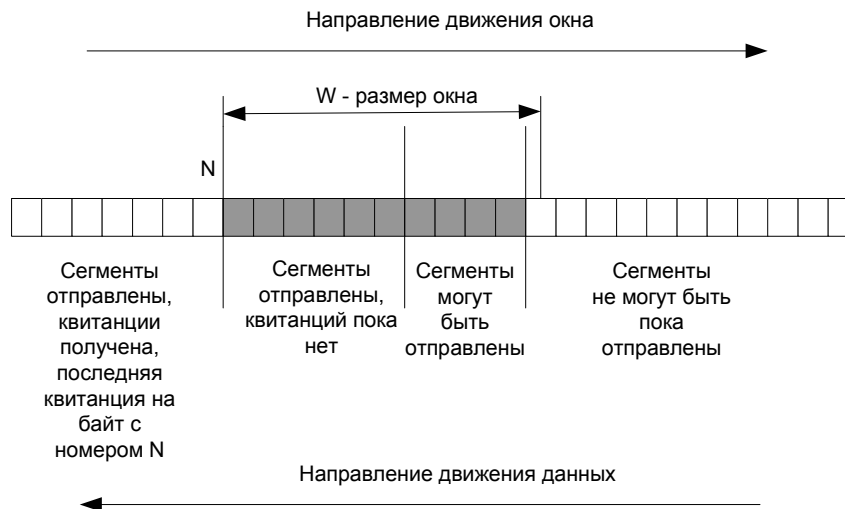 Направление движения окна
W - размер окна
N
Сегменты
отправлены,
квитанции
получена,
последняя
квитанция на
байт с
номером N
Сегменты
отправлены,
квитанций пока
нет
Сегменты
могут
быть
отправлены
Сегменты
не могут быть
пока
отправлены
Направление движения данных